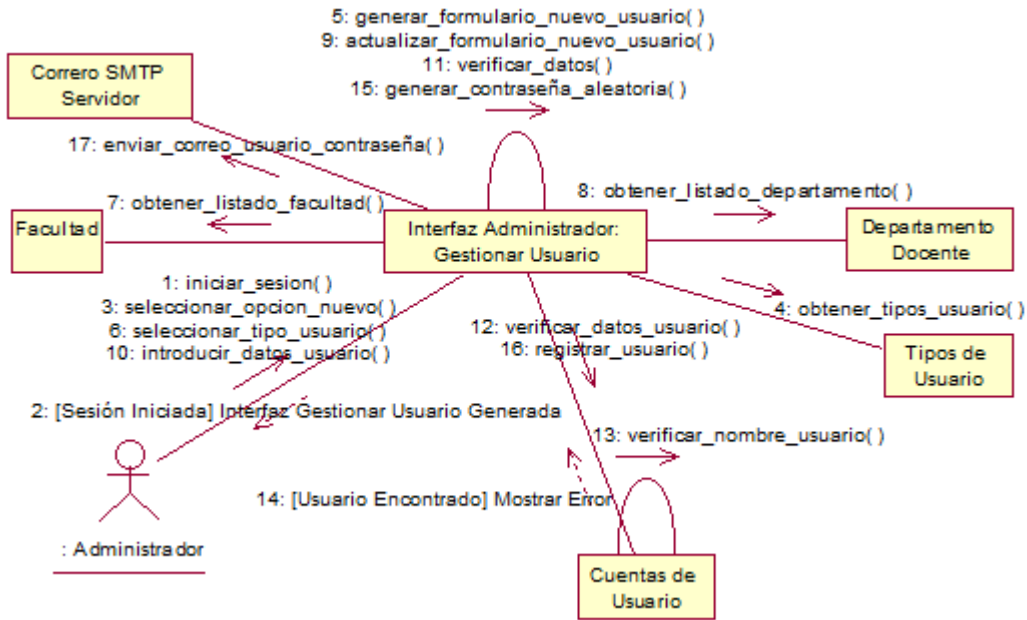 5: generar_formulario_nuevo_usuario( )
9: actualizar_formulario_nuevo_usuario( )
11: verificar_datos( )
15: generar_contraseña_aleatoria( )
Correro SMTP
Servidor
17: enviar_correo_usuario_contraseña( )
8: obtener_listado_departamento( )
7: obtener_listado_facultad( )
Facultad
Interfaz Administrador:
Gestionar Usuario
Departamento
Docente
1: iniciar_sesion( )
3: seleccionar_opcion_nuevo( )
6: seleccionar_tipo_usuario( )
10: introducir_datos_usuario( )
4: obtener_tipos_usuario( )
12: verificar_datos_usuario( )
16: registrar_usuario( )
Tipos de
Usuario
2: [Sesión Iniciada] Interfaz Gestionar Usuario Generada
13: verificar_nombre_usuario( )
14: [Usuario Encontrado] Mostrar Error
: Administrador
Cuentas de
Usuario